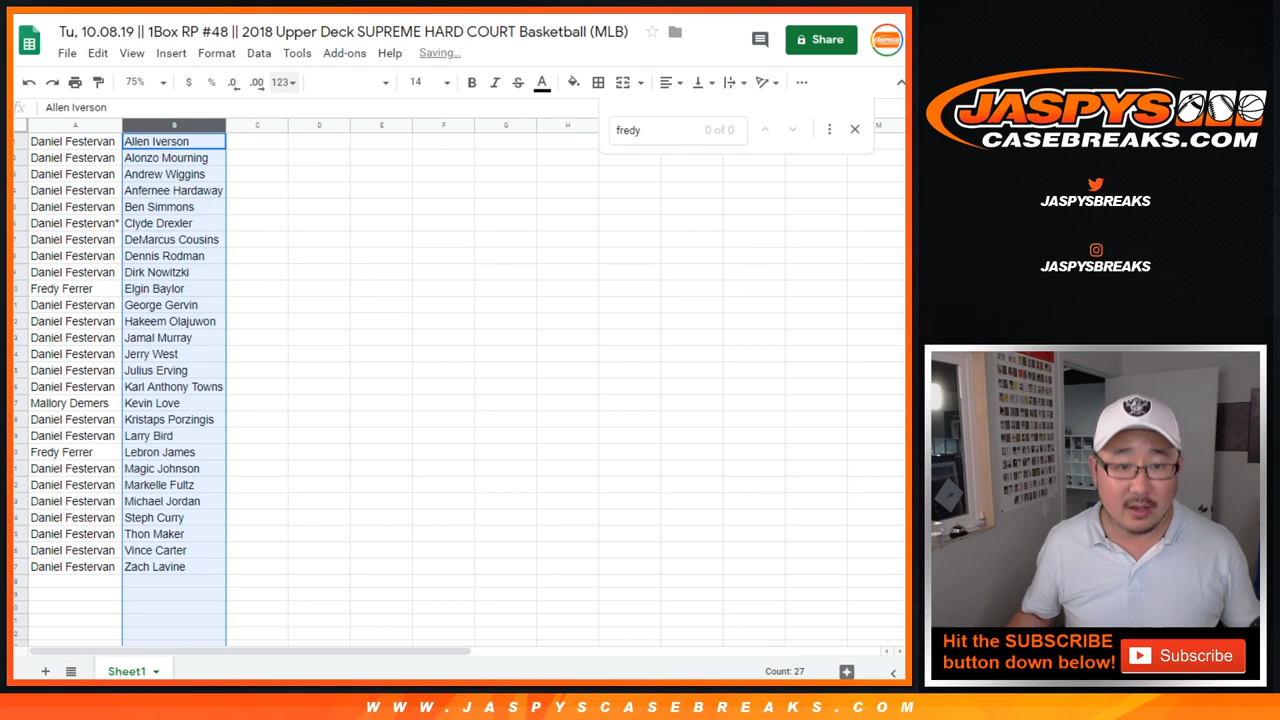 Tu, 10.08.19 || 1Box RP #48 || 2018 Upper Deck SUPREME HARD COURT Basketball (MLB)
File Edit View Insert Format Data Tools Add-ons Help Saving...
Share
75% $ % .0 .00 123 14 B I S A
fx Allen Iverson
fredy 0 of 0
A B C D E F G H M
Daniel Festervan Allen Iverson
Daniel Festervan Alonzo Mourning
Daniel Festervan Andrew Wiggins
Daniel Festervan Anfernee Hardaway
Daniel Festervan Ben Simmons
Daniel Festervan* Clyde Drexler
Daniel Festervan DeMarcus Cousins
Daniel Festervan Dennis Rodman
Daniel Festervan Dirk Nowitzki
Fredy Ferrer Elgin Baylor
Daniel Festervan George Gervin
Daniel Festervan Hakeem Olajuwon
Daniel Festervan Jamal Murray
Daniel Festervan Jerry West
Daniel Festervan Julius Erving
Daniel Festervan Karl Anthony Towns
Mallory Demers Kevin Love
Daniel Festervan Kristaps Porzingis
Daniel Festervan Larry Bird
Fredy Ferrer Lebron James
Daniel Festervan Magic Johnson
Daniel Festervan Markelle Fultz
Daniel Festervan Michael Jordan
Daniel Festervan Steph Curry
Daniel Festervan Thon Maker
Daniel Festervan Vince Carter
Daniel Festervan Zach Lavine
Sheet1
Count: 27
JASPYS
CASEBREAKS.COM
JASPYSBREAKS
JASPYSBREAKS
Hit the SUBSCRIBE
button down below!
Subscribe
WWW.JASPYSCASEBREAKS.COM